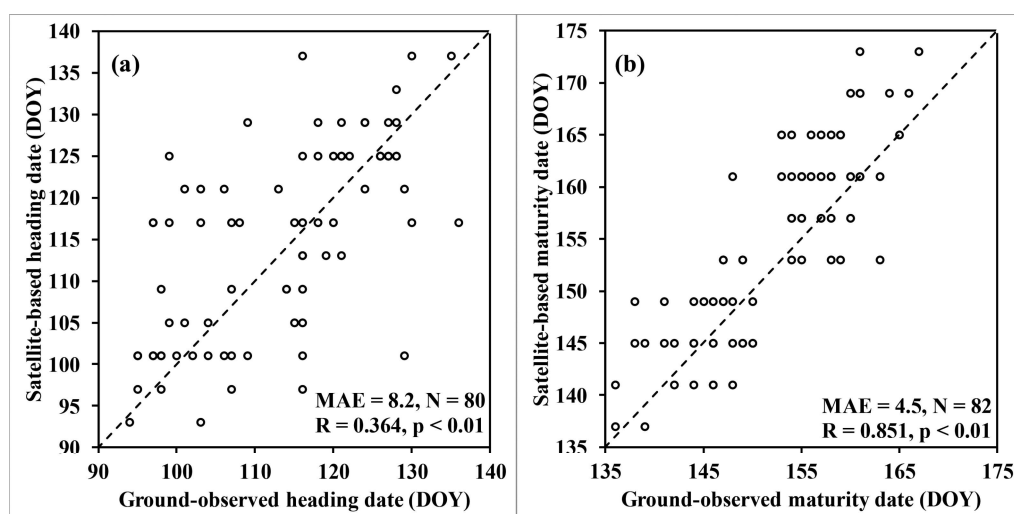 (a)
Satellite-based heading date (DOY)
140
135
130
125
120
115
110
105
100
95
90
MAE = 8.2, N = 80
R = 0.364, p < 0.01
90 100 110 120 130 140
Ground-observed heading date (DOY)
(b)
Satellite-based maturity date (DOY)
175
170
165
160
155
150
145
140
135
MAE = 4.5, N = 82
R = 0.851, p < 0.01
135 145 155 165 175
Ground-observed maturity date (DOY)